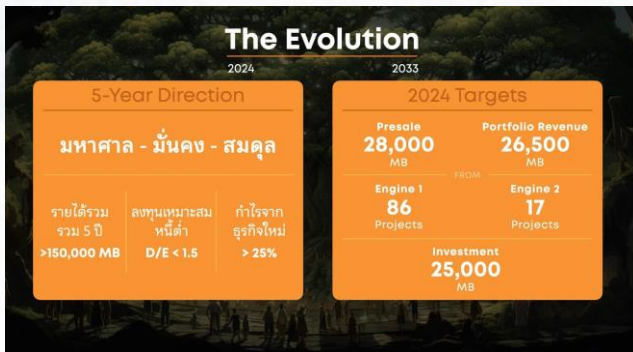 The Evolution
2024
2033
5-Year Direction
มหาศาล - มั่นคง - สมดุล
รายได้รวม
รวม 5 ปี
>150,000 MB
ลงทุนเหมาะสม
หนี้ต่ำ
D/E < 1.5
กำไรจาก
ธุรกิจใหม่
> 25%
2024 Targets
Presale
28,000
MB
Portfolio Revenue
26,500
MB
FROM
Engine 1
86
Projects
Engine 2
17
Projects
Investment
25,000
MB